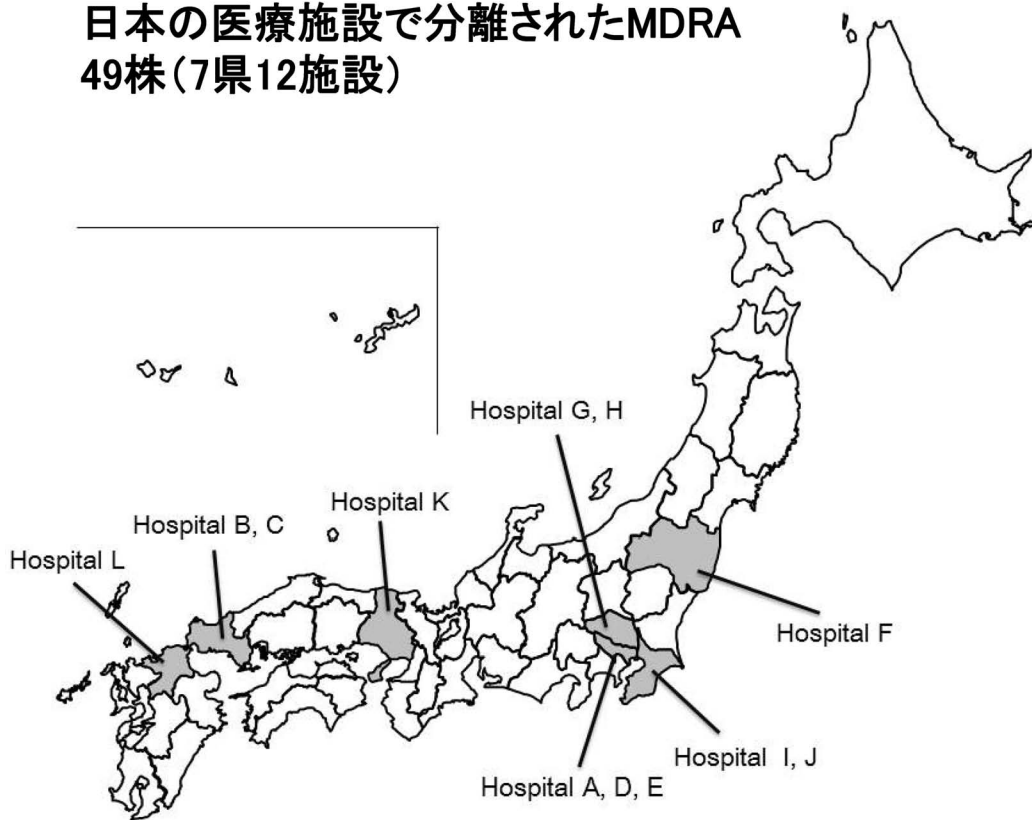 日本の医療施設で分離されたMDRA
49株(7県12施設)
Hospital G, H
Hospital K
Hospital B, C
Hospital L
Hospital F
Hospital I, J
Hospital A, D, E